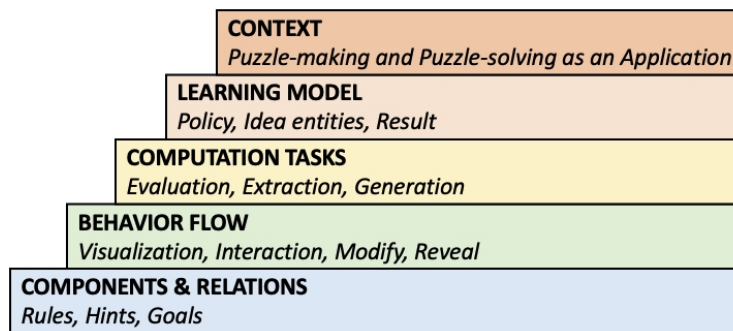 CONTEXT
Puzzle-making and Puzzle-solving as an Application
LEARNING MODEL
Policy, Idea entities, Result
COMPUTATION TASKS
Evaluation, Extraction, Generation
BEHAVIOR FLOW
Visualization, Interaction, Modify, Reveal
COMPONENTS & RELATIONS
Rules, Hints, Goals